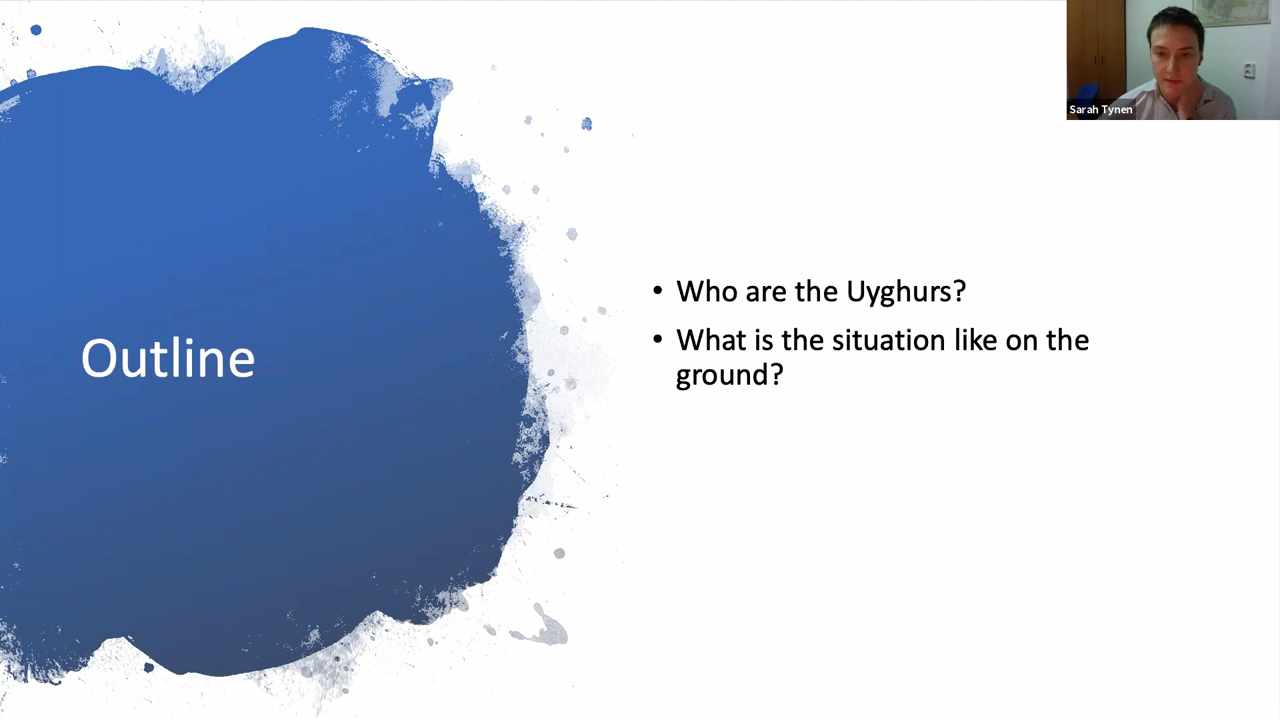 Sarah Tynen
Outline
• Who are the Uyghurs?
• What is the situation like on the
ground?